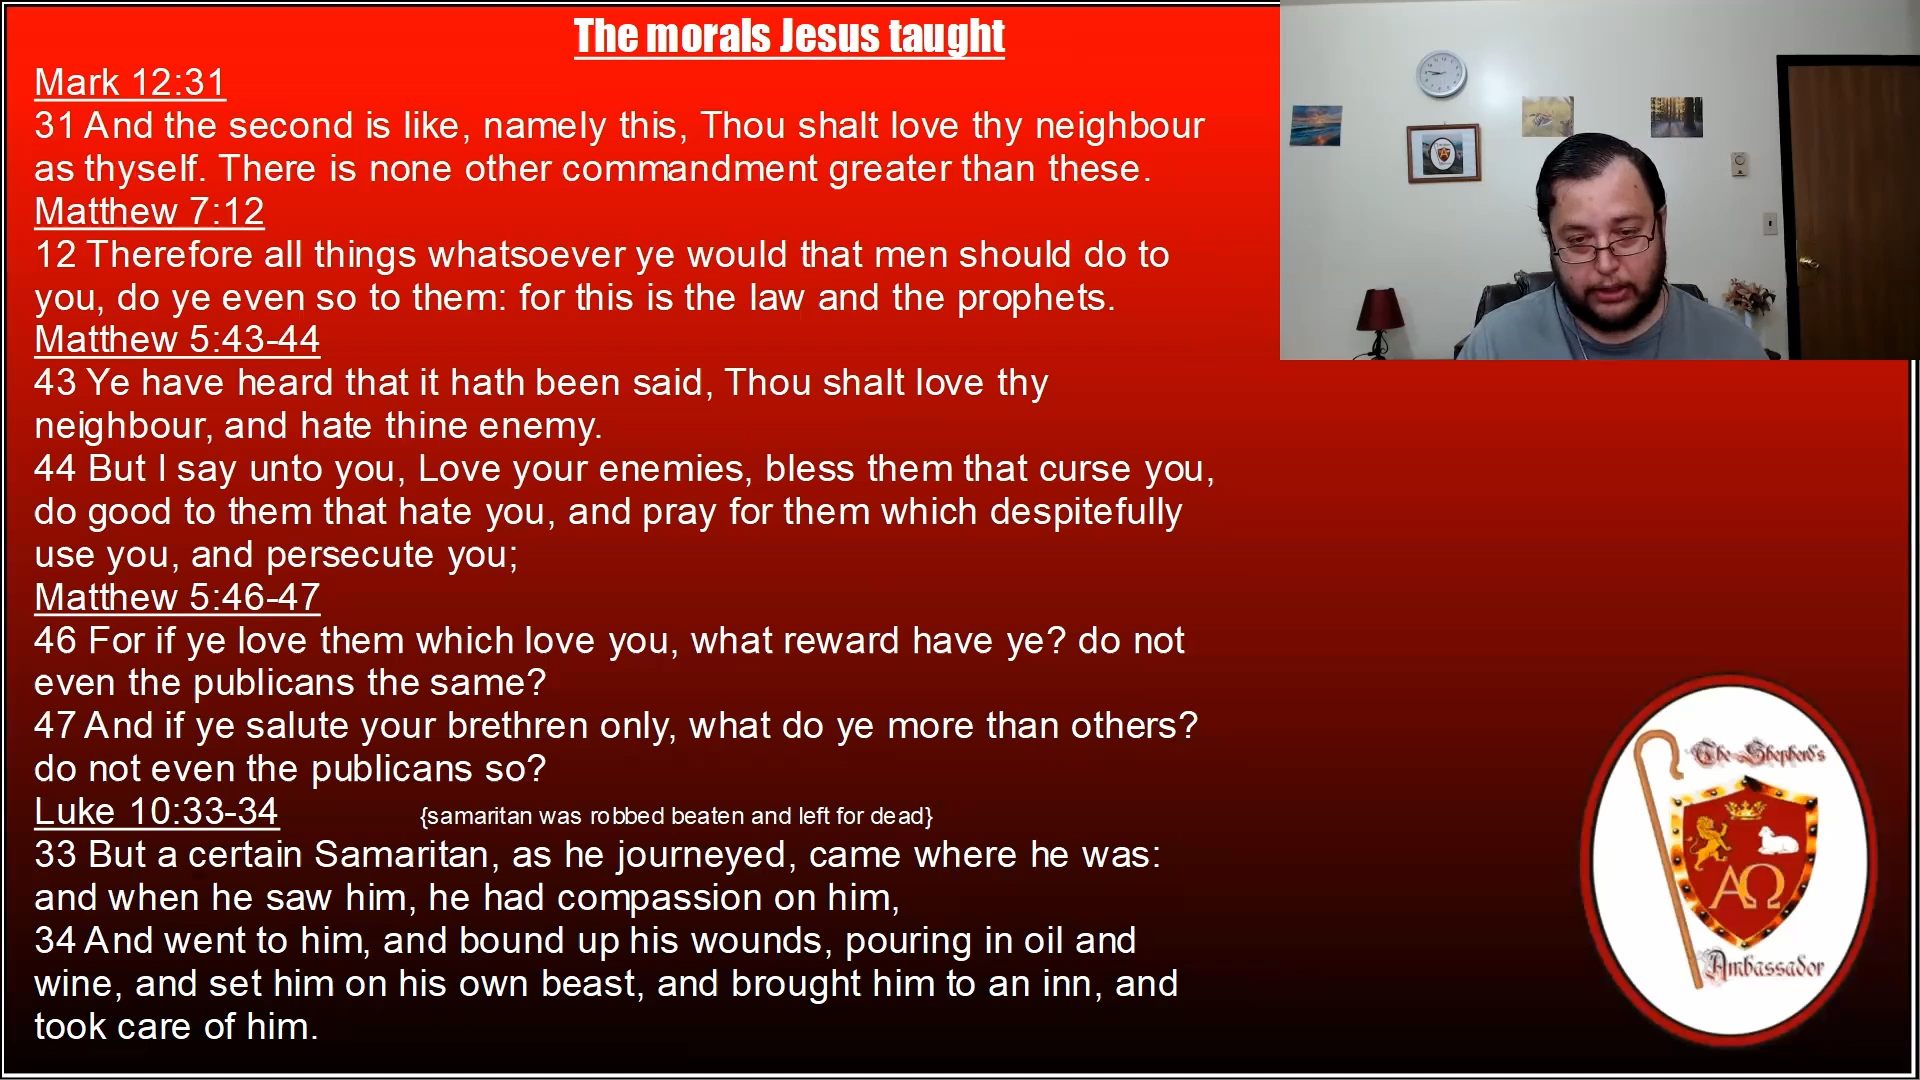 The morals Jesus taught
Mark 12:31
31 And the second is like, namely this, Thou shalt love thy neighbour
as thyself. There is none other commandment greater than these.
Matthew 7:12
12 Therefore all things whatsoever ye would that men should do to
you, do ye even so to them: for this is the law and the prophets.
Matthew 5:43-44
43 Ye have heard that it hath been said, Thou shalt love thy
neighbour, and hate thine enemy.
44 But I say unto you, Love your enemies, bless them that curse you,
do good to them that hate you, and pray for them which despitefully
use you, and persecute you;
Matthew 5:46-47
46 For if ye love them which love you, what reward have ye? do not
even the publicans the same?
47 And if ye salute your brethren only, what do ye more than others?
do not even the publicans so?
Luke 10:33-34 {samaritan was robbed beaten and left for dead}
33 But a certain Samaritan, as he journeyed, came where he was:
and when he saw him, he had compassion on him,
34 And went to him, and bound up his wounds, pouring in oil and
wine, and set him on his own beast, and brought him to an inn, and
took care of him.
The Shepherd's
ΑΩ
Ambassador